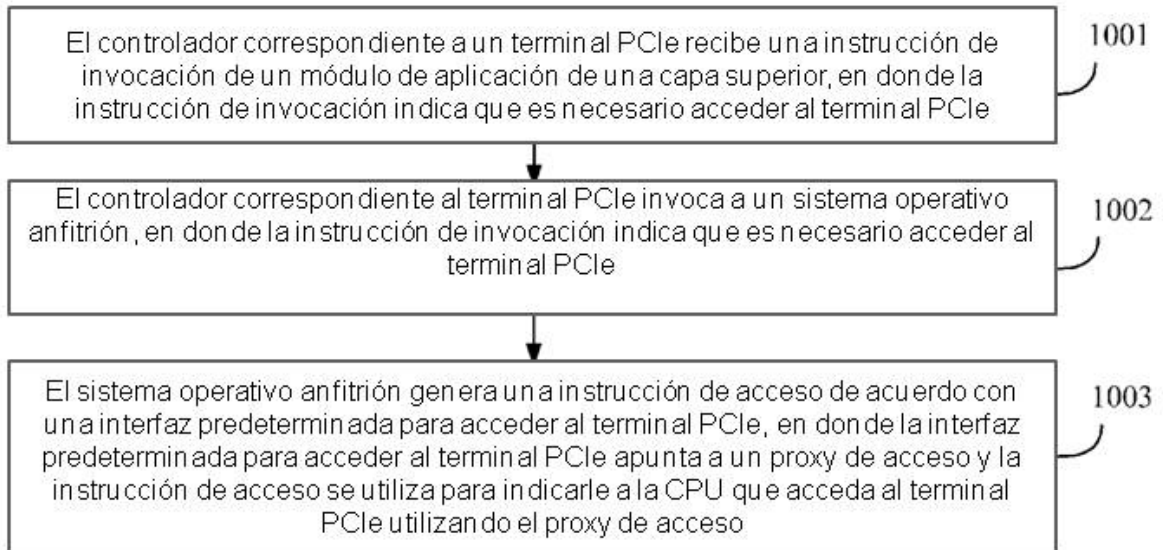 El controlador correspondiente a un terminal PCIe recibe una instrucción de
invocación de un módulo de aplicación de una capa superior, en donde la
instrucción de invocación indica que es necesario acceder al terminal PCIe
1001
El controlador correspondiente al terminal PCIe invoca a un sistema operativo
anfitrión, en donde la instrucción de invocación indica que es necesario acceder al
terminal PCIe
1002
El sistema operativo anfitrión genera una instrucción de acceso de acuerdo con
una interfaz predeterminada para acceder al terminal PCIe, en donde la interfaz
predeterminada para acceder al terminal PCIe apunta a un proxy de acceso y la
instrucción de acceso se utiliza para indicarle a la CPU que acceda al terminal
PCIe utilizando el proxy de acceso
1003